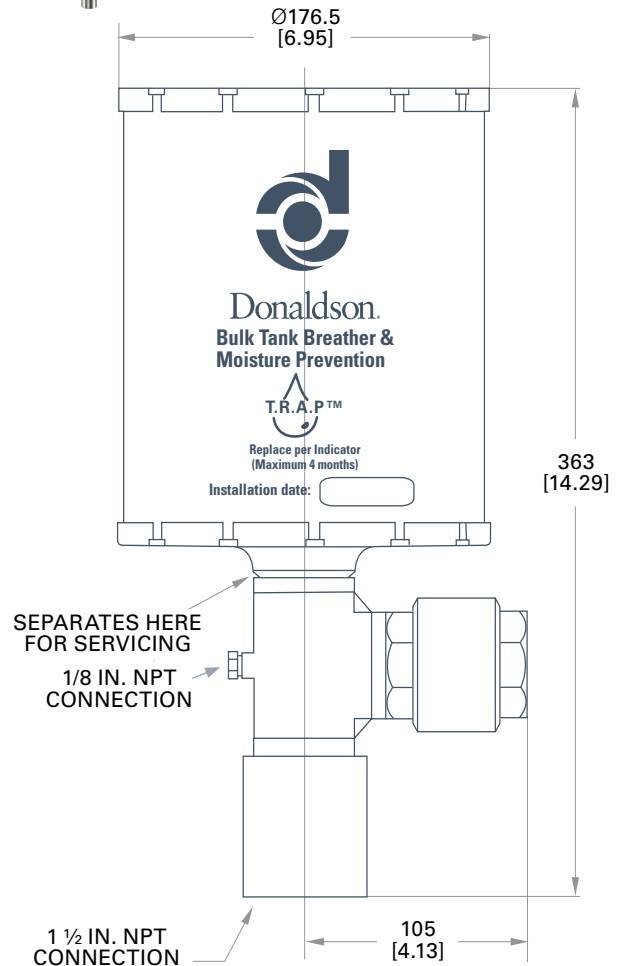 Ø176.5
[6.95]
Donaldson.
Bulk Tank Breather &
Moisture Prevention
T.R.A.P™
Replace per Indicator
(Maximum 4 months)
Installation date:
363
[14.29]
SEPARATES HERE
FOR SERVICING
1/8 IN. NPT
CONNECTION
1 ½ IN. NPT
CONNECTION
105
[4.13]